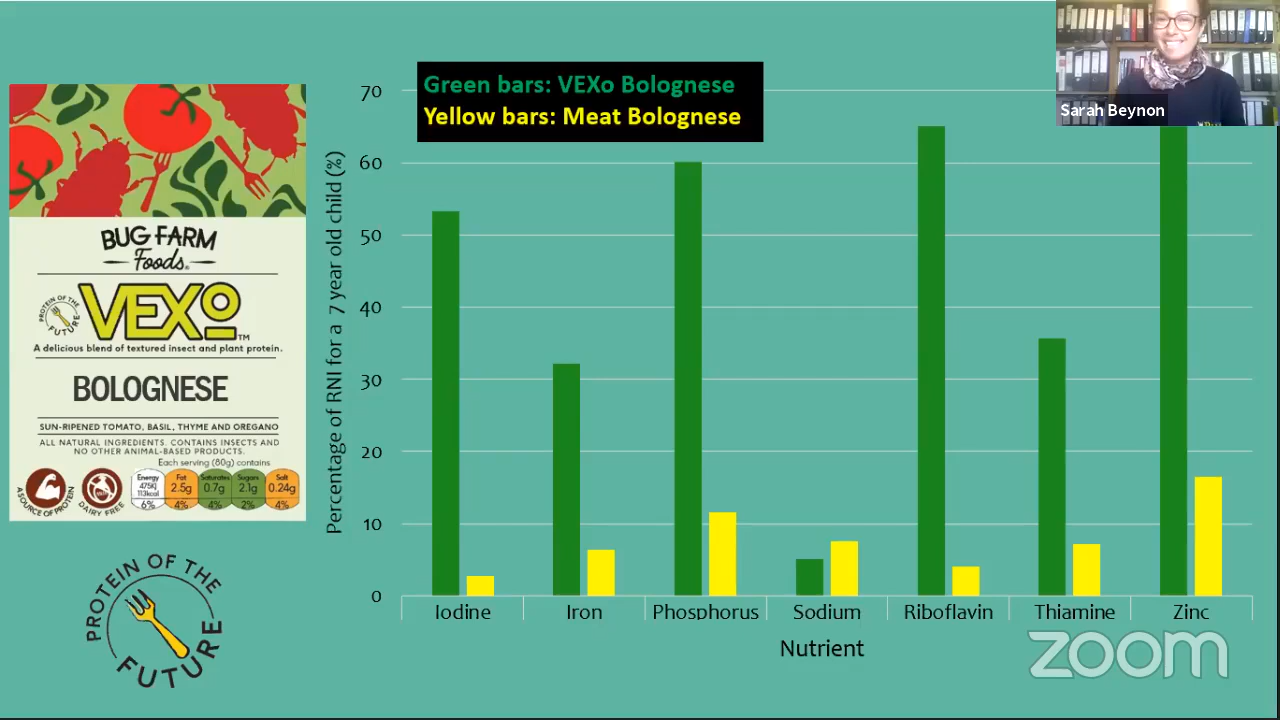 Sarah Beynon
Green bars: VEXo Bolognese
Yellow bars: Meat Bolognese
BUG FARM
Foods®
PROTEIN OF THE FUTURE
VEXo™
A delicious blend of textured insect and plant protein.
BOLOGNESE
SUN-RIPENED TOMATO, BASIL, THYME AND OREGANO
ALL NATURAL INGREDIENTS. CONTAINS INSECTS AND
NO OTHER ANIMAL-BASED PRODUCTS.
Each serving (80g) contains
A SOURCE OF PROTEIN
DAIRY FREE
Energy
475Kj
113kcal
6%
Fat
2.5g
4%
Saturates
0.7g
4%
Sugars
2.1g
2%
Salt
0.24g
4%
PROTEIN OF THE
FUTURE
Percentage of RNI for a 7 year old child (%)
70
60
50
40
30
20
10
0
Iodine
Iron
Phosphorus
Sodium
Riboflavin
Thiamine
Zinc
Nutrient
zoom